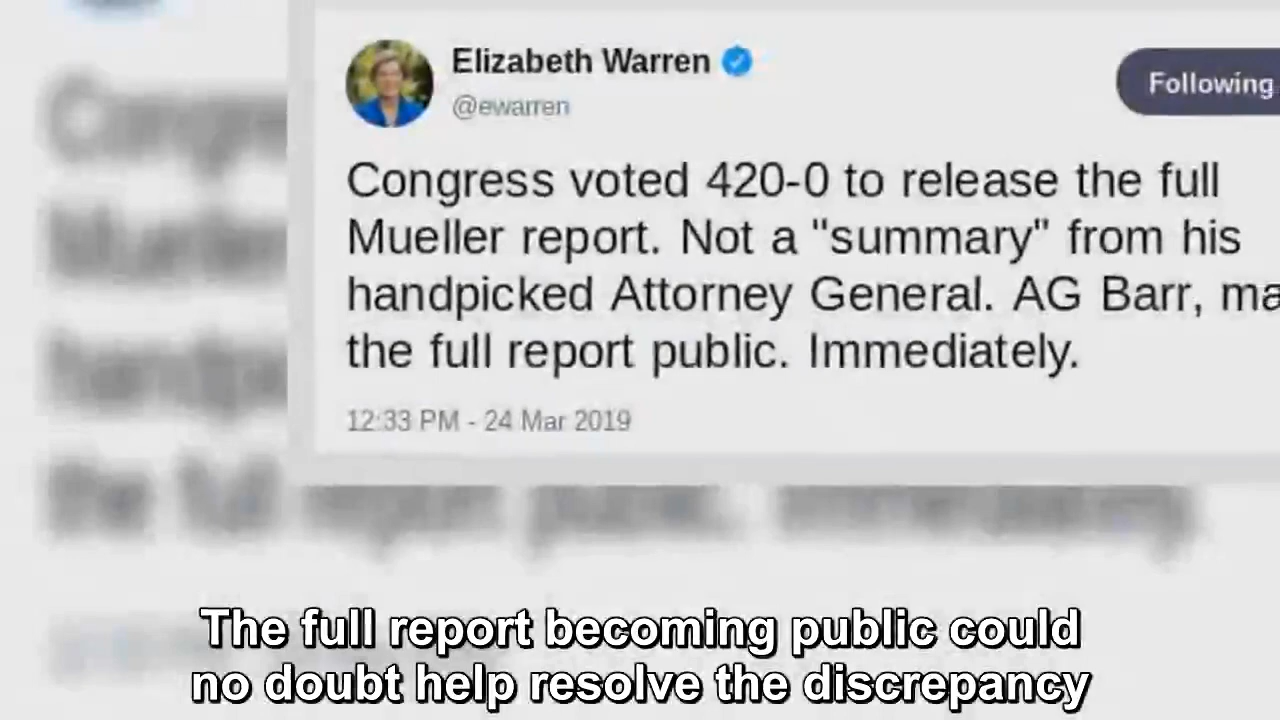 Elizabeth Warren
@ewarren
Following
Congress voted 420-0 to release the full
Mueller report. Not a "summary" from his
handpicked Attorney General. AG Barr, ma
the full report public. Immediately.
12:33 PM - 24 Mar 2019
The full report becoming public could
no doubt help resolve the discrepancy